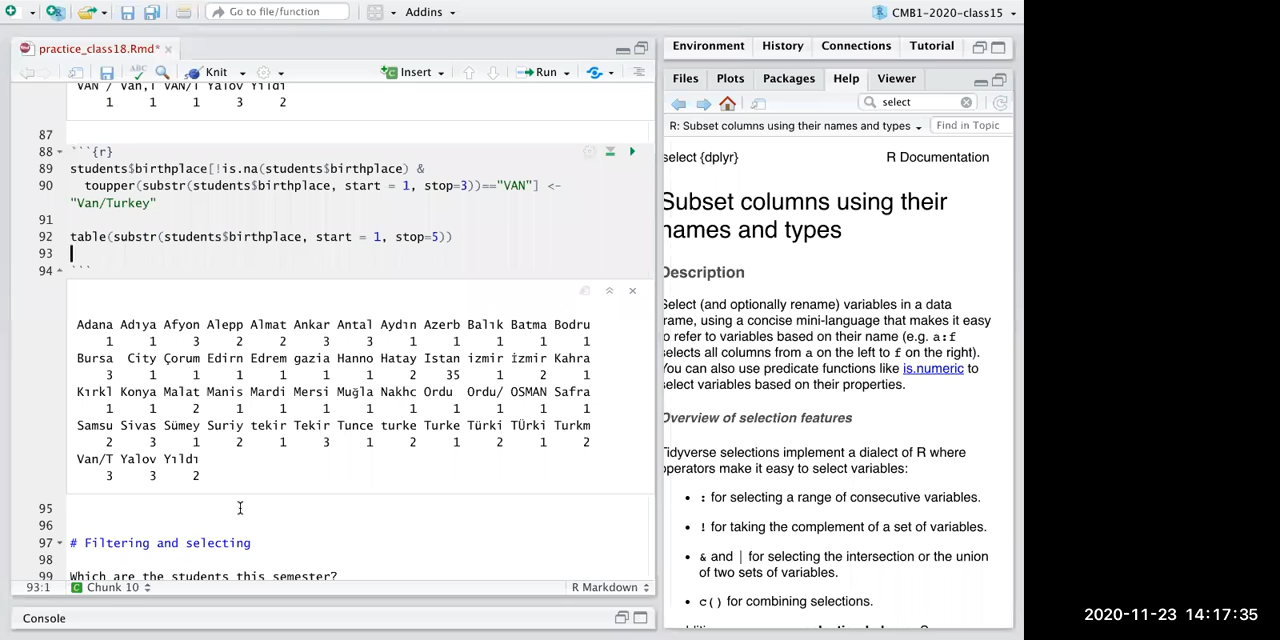 Go to file/function
Addins
CMB1-2020-class15
practice_class18.Rmd*
ABC
Knit
Insert
Run
VAN / Van,T VAN/T Yalov Yıldı
1 1 1 3 2
87
88 ```{r}
89 students$birthplace[!is.na(students$birthplace) &
90 toupper(substr(students$birthplace, start = 1, stop=3))=="VAN"] <-
"Van/Turkey"
91
92 table(substr(students$birthplace, start = 1, stop=5))
93
94 ```
Adana Adıya Afyon Alepp Almat Ankar Antal Aydın Azerb Balık Batma Bodru
1 1 3 2 2 3 3 1 1 1 1 1
Bursa City Çorum Edirn Edrem gazia Hanno Hatay Istan izmir İzmir Kahra
3 1 1 1 1 1 1 2 35 1 2 1
Kırkl Konya Malat Manis Mardi Mersi Muğla Nakhc Ordu Ordu/ OSMAN Safra
1 1 2 1 1 1 1 1 1 1 1 1
Samsu Sivas Sümey Suriy tekir Tekir Tunce turke Turke Türki TÜrki Turkm
2 3 1 2 1 3 1 2 1 2 1 2
Van/T Yalov Yıldı
3 3 2
95
96
97 # Filtering and selecting
98
99 Which are the students this semester?
93:1 Chunk 10 R Markdown
Console
Environment History Connections Tutorial
Files Plots Packages Help Viewer
select
R: Subset columns using their names and types Find in Topic
select {dplyr} R Documentation
Subset columns using their
names and types
Description
Select (and optionally rename) variables in a data
frame, using a concise mini-language that makes it easy
to refer to variables based on their name (e.g. a:f
selects all columns from a on the left to f on the right).
You can also use predicate functions like is.numeric to
select variables based on their properties.
Overview of selection features
Tidyverse selections implement a dialect of R where
operators make it easy to select variables:
• : for selecting a range of consecutive variables.
• ! for taking the complement of a set of variables.
• & and | for selecting the intersection or the union
of two sets of variables.
• c() for combining selections.
2020-11-23 14:17:35